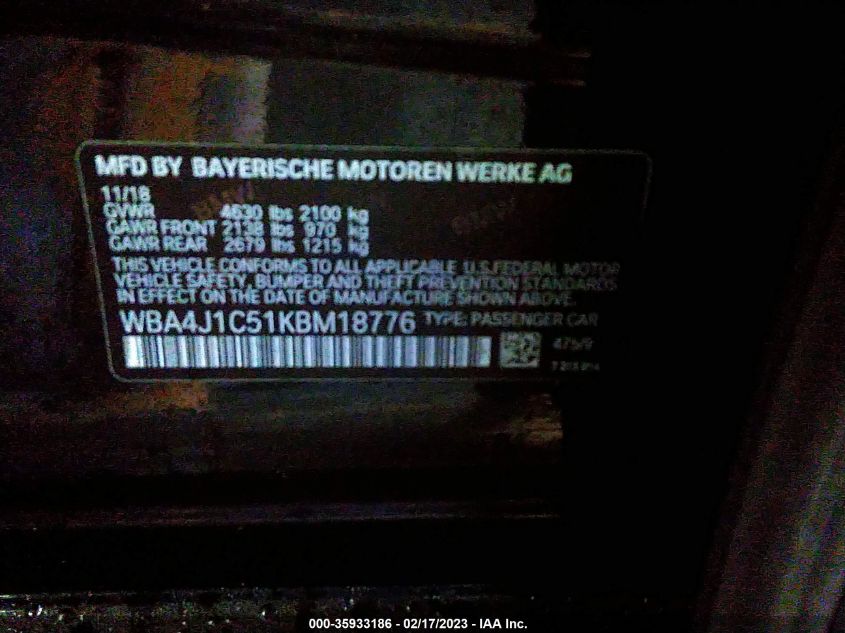 MFD BY BAYERISCHE MOTOREN WERKE AG
11/18
GVWR 4630 lbs 2100 kg
GAWR FRONT 2138 lbs 970 kg
GAWR REAR 2679 lbs 1215 kg
THIS VEHICLE CONFORMS TO ALL APPLICABLE U.S.FEDERAL MOTOR
VEHICLE SAFETY, BUMPER AND THEFT PREVENTION STANDARDS
IN EFFECT ON THE DATE OF MANUFACTURE SHOWN ABOVE.
WBA4J1C51KBM18776 TYPE: PASSENGER CAR
000-35933186 - 02/17/2023 - IAA Inc.